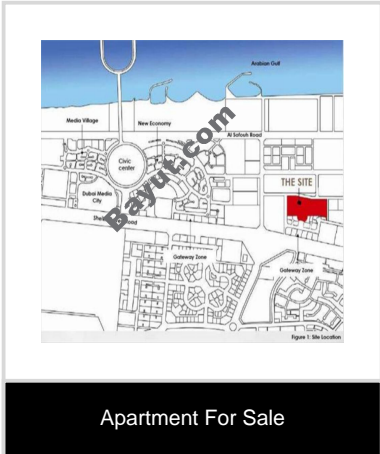 Arabian Gulf
Media Village
New Economy
Al Sofouh Road
Civic
center
THE SITE
Dubai Media
City
Bayut.com
Gateway Zone
Gateway Zone
Figure 1: Site Location
Apartment For Sale